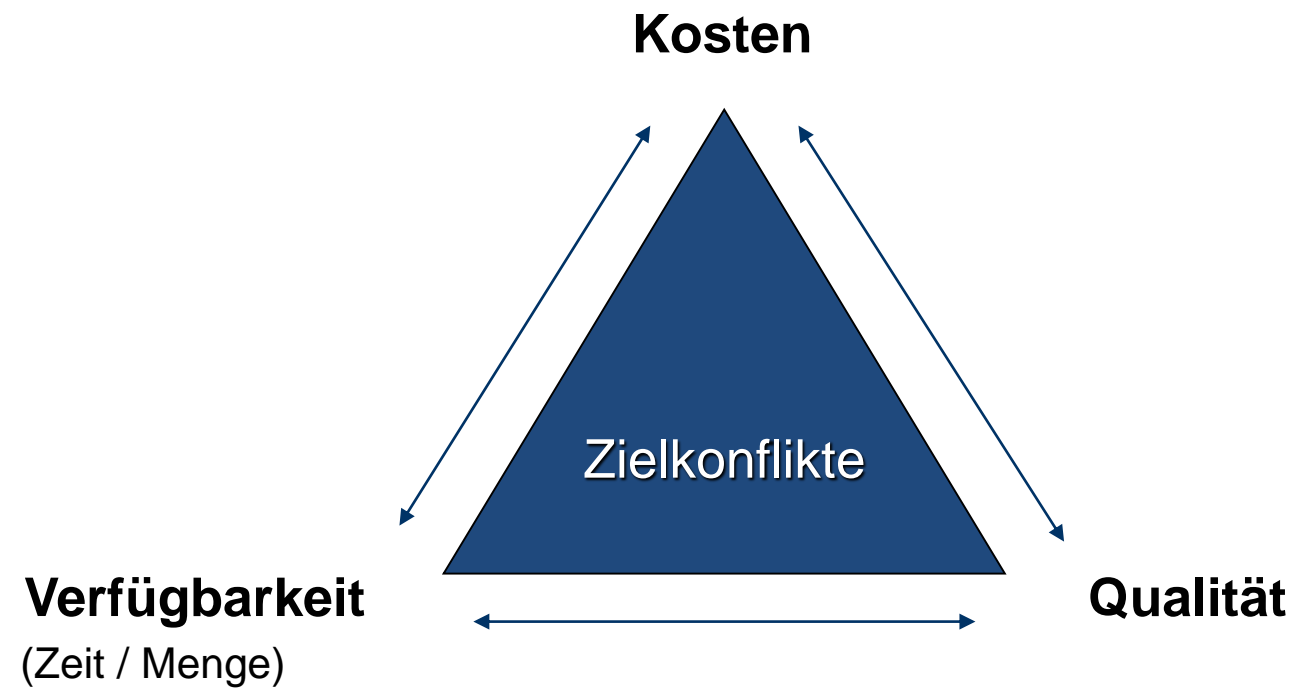 Kosten
Zielkonflikte
Verfügbarkeit
Qualität
(Zeit / Menge)